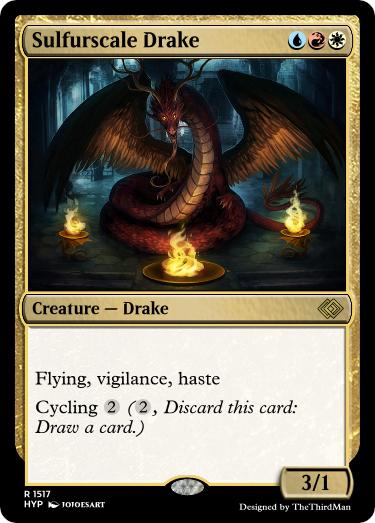 Sulfurscale Drake
Creature — Drake
Flying, vigilance, haste
Cycling 2 (2, Discard this card:
Draw a card.)
3/1
R 1517
HYP JOJOESART
Designed by TheThirdMan